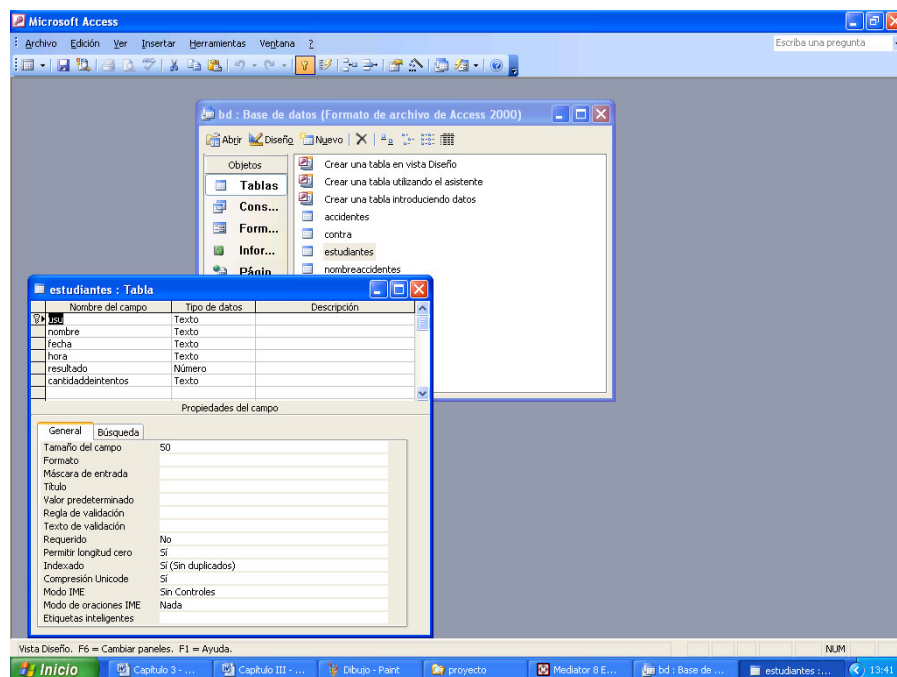 Microsoft Access
Archivo Edición Ver Insertar Herramientas Ventana ?
Escriba una pregunta
bd : Base de datos (Formato de archivo de Access 2000)
Abrir Diseño Nuevo
Objetos
Tablas
Cons...
Form...
Infor...
Págin
Crear una tabla en vista Diseño
Crear una tabla utilizando el asistente
Crear una tabla introduciendo datos
accidentes
contra
estudiantes
nombreaccidentes
estudiantes : Tabla
Nombre del campo Tipo de datos Descripción
usu Texto
nombre Texto
fecha Texto
hora Texto
resultado Número
cantidaddeintentos Texto
Propiedades del campo
General Búsqueda
Tamaño del campo 50
Formato
Máscara de entrada
Título
Valor predeterminado
Regla de validación
Texto de validación
Requerido No
Permitir longitud cero Sí
Indexado Sí (Sin duplicados)
Compresión Unicode Sí
Modo IME Sin Controles
Modo de oraciones IME Nada
Etiquetas inteligentes
Vista Diseño. F6 = Cambiar paneles. F1 = Ayuda. NUM
Inicio Capítulo 3 - ... Capítulo III - ... Dibujo - Paint proyecto Mediator 8 E... bd : Base de ... estudiantes :... 13:41